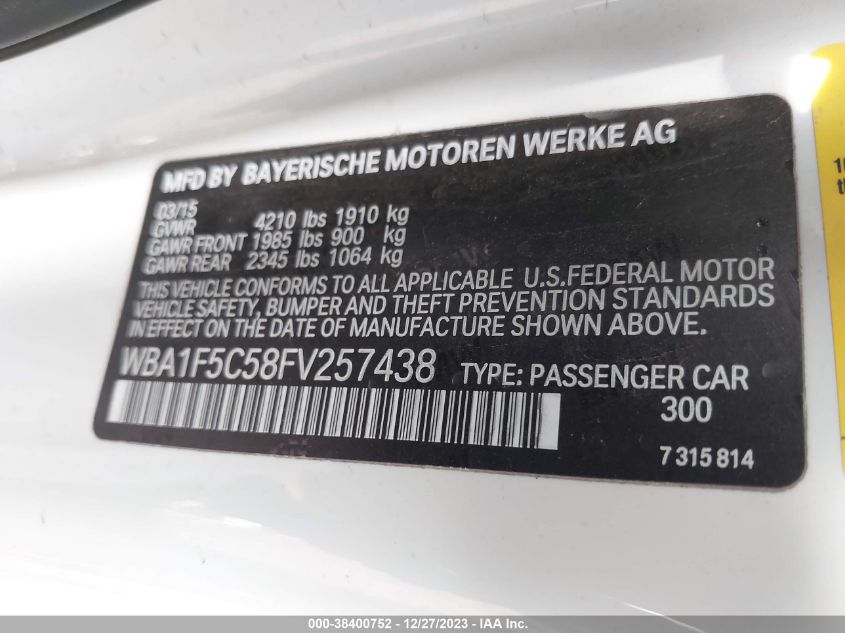 MFD BY BAYERISCHE MOTOREN WERKE AG
03/15
GVWR 4210 lbs 1910 kg
GAWR FRONT 1985 lbs 900 kg
GAWR REAR 2345 lbs 1064 kg
THIS VEHICLE CONFORMS TO ALL APPLICABLE U.S.FEDERAL MOTOR
VEHICLE SAFETY, BUMPER AND THEFT PREVENTION STANDARDS
IN EFFECT ON THE DATE OF MANUFACTURE SHOWN ABOVE.
WBA1F5C58FV257438 TYPE: PASSENGER CAR
300
7 315 814
000-38400752 - 12/27/2023 - IAA Inc.